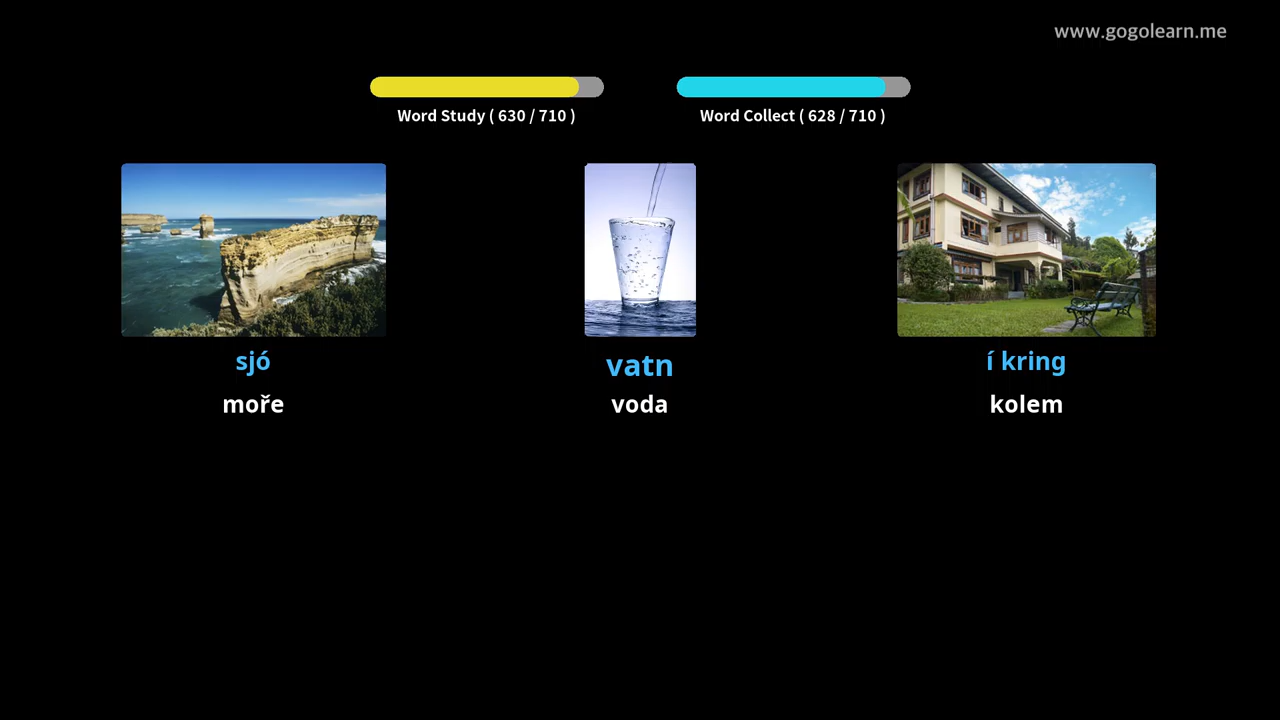 www.gogolearn.me
Word Study ( 630 / 710 )
Word Collect ( 628 / 710 )
sjó
vatn
í kring
moře
voda
kolem